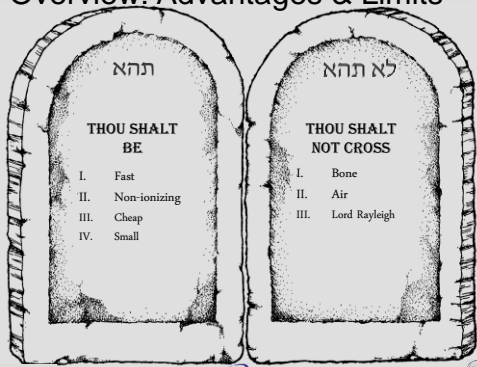 Overview: Advantages & Limits
תהא
THOU SHALT
BE
I. Fast
II. Non-ionizing
III. Cheap
IV. Small
לא תהא
THOU SHALT
NOT CROSS
I. Bone
II. Air
III. Lord Rayleigh